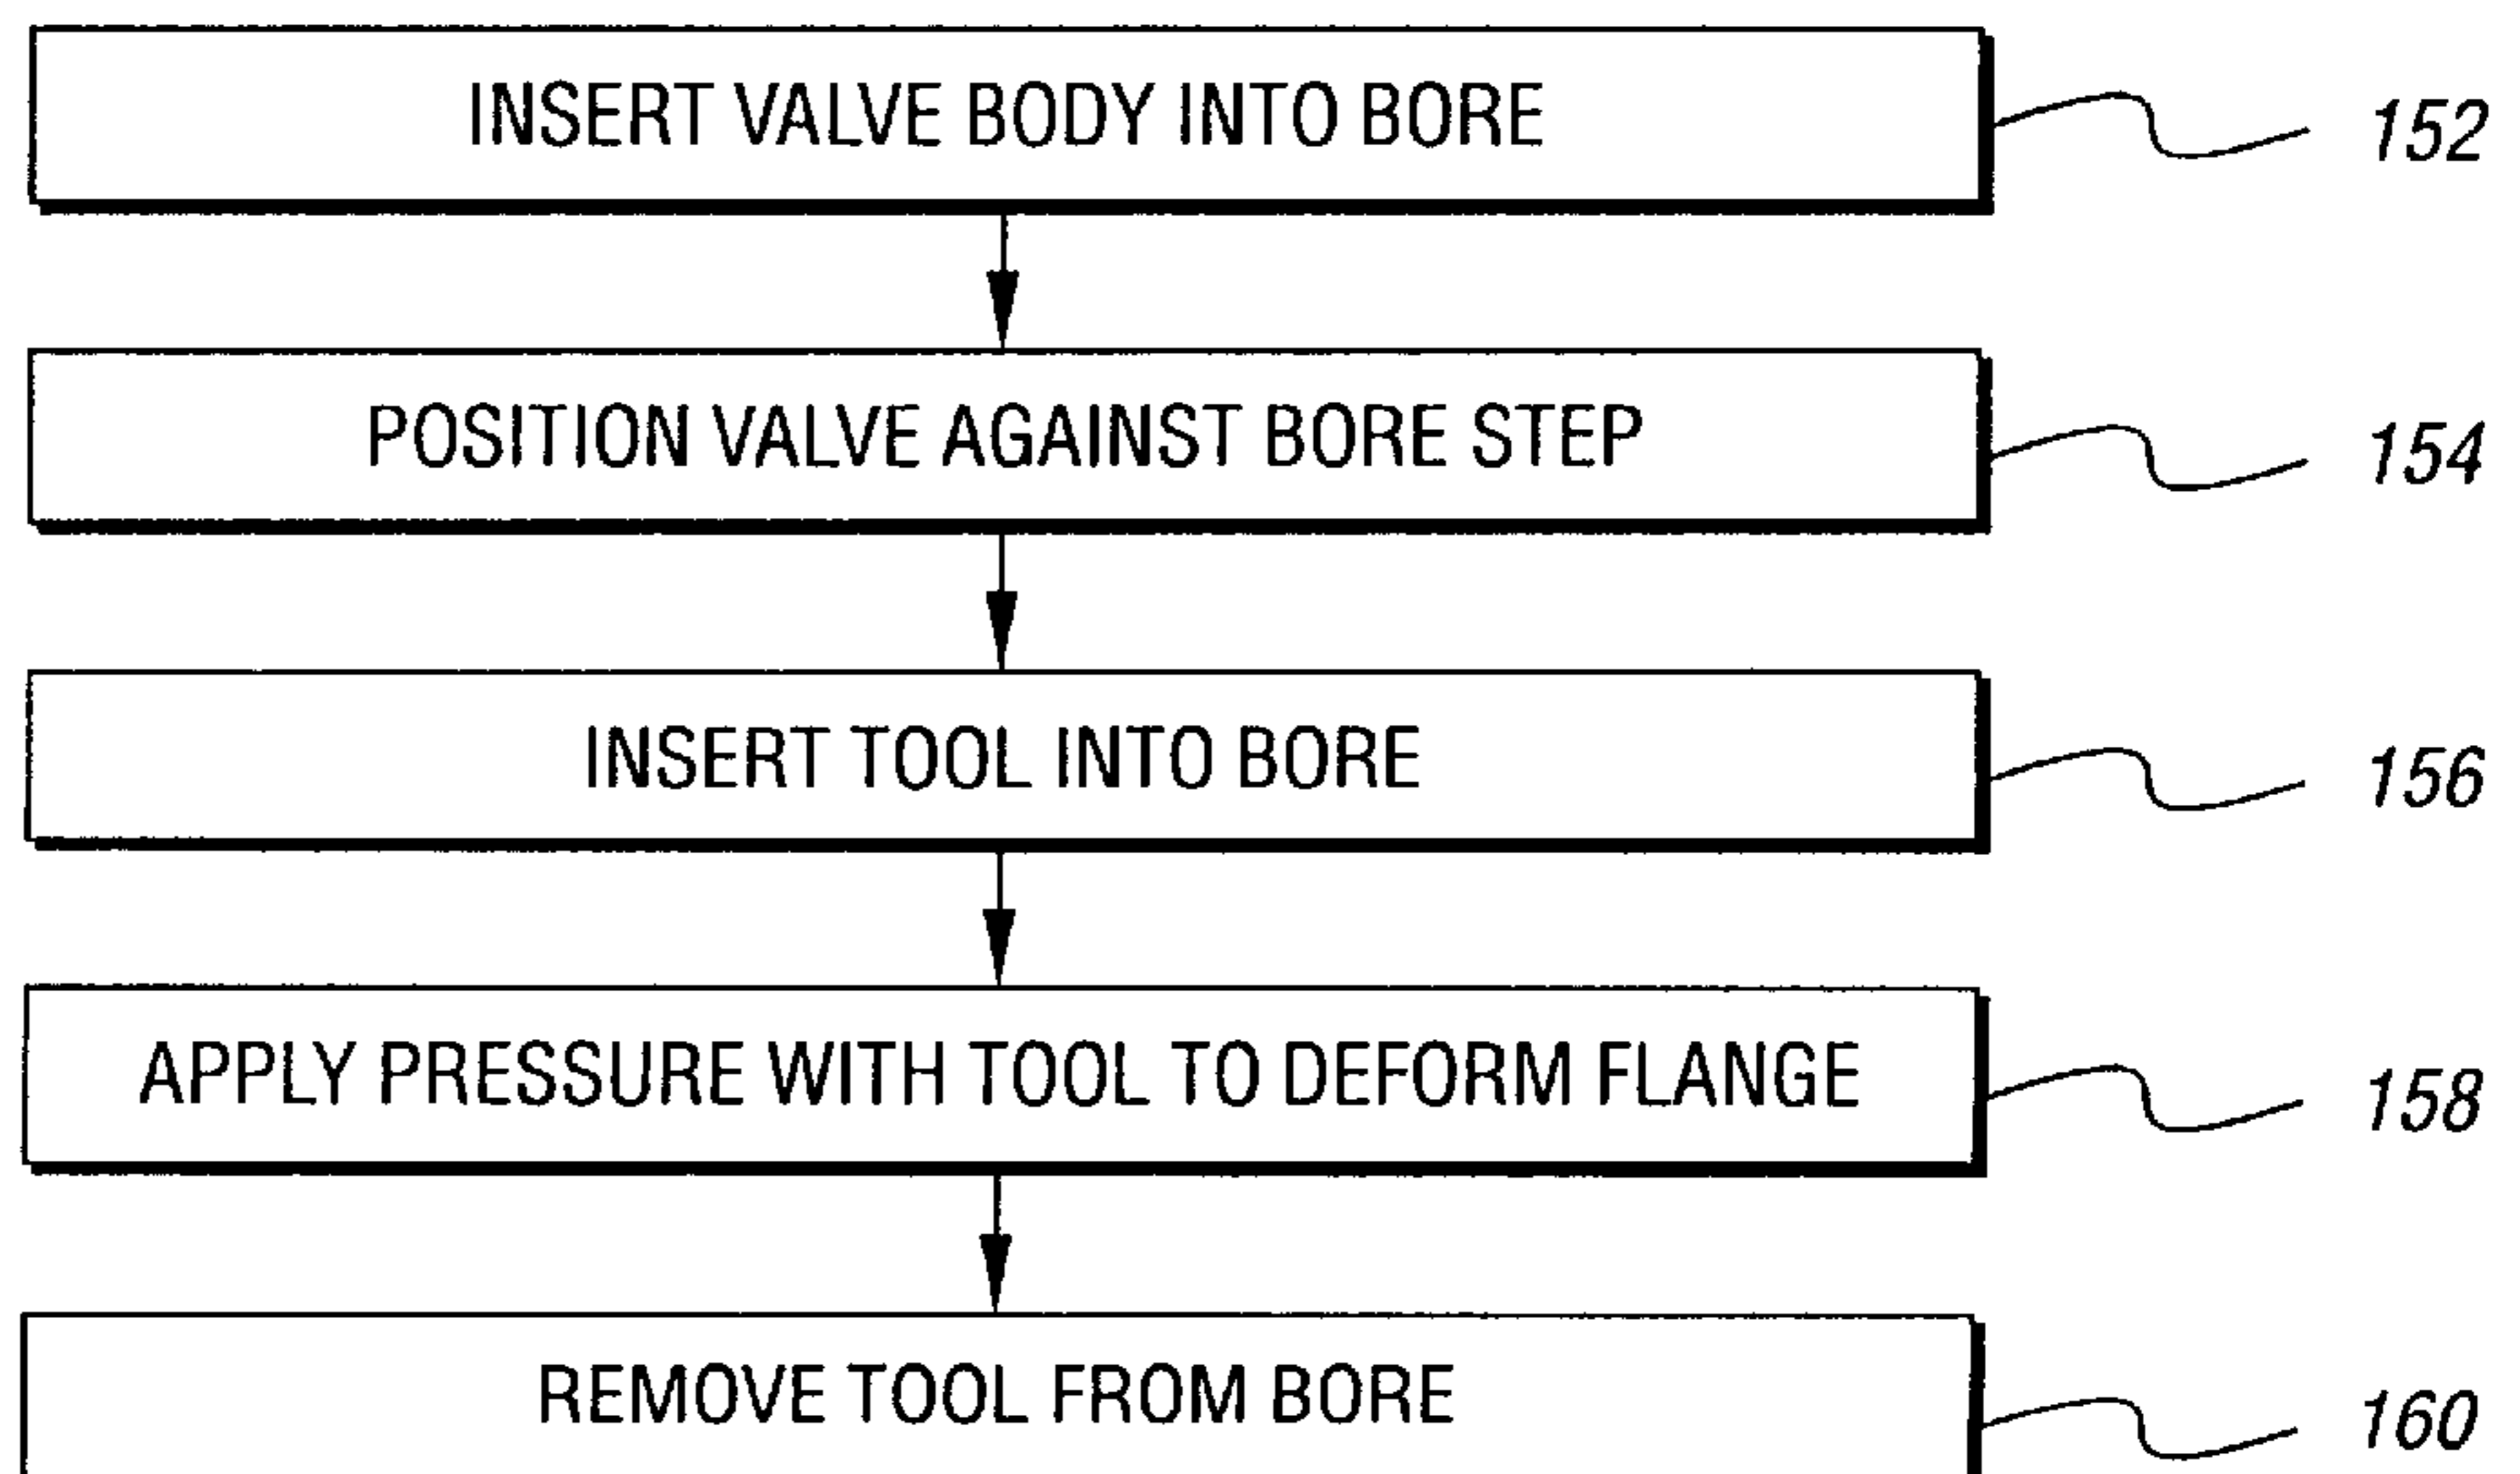 INSERT VALVE BODY INTO BORE 152
POSITION VALVE AGAINST BORE STEP 154
INSERT TOOL INTO BORE 156
APPLY PRESSURE WITH TOOL TO DEFORM FLANGE 158
REMOVE TOOL FROM BORE 160